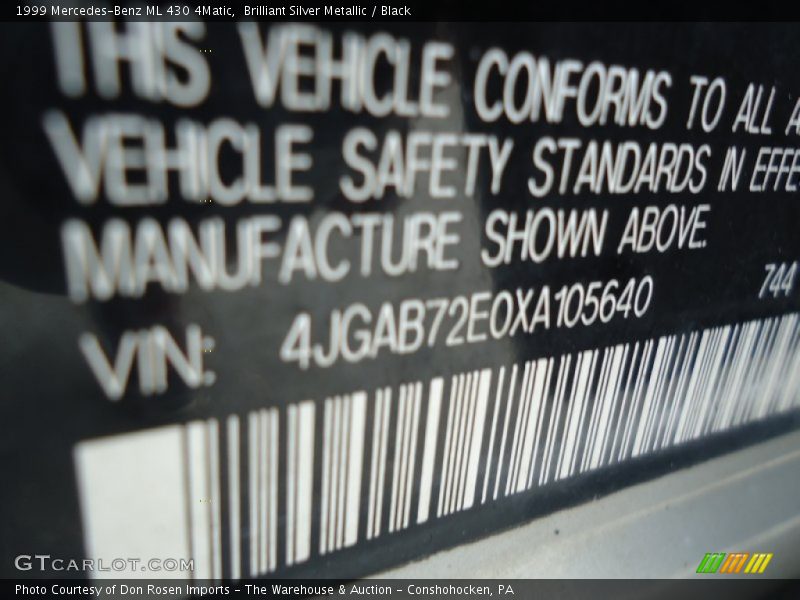 1999 Mercedes-Benz ML 430 4Matic,  Brilliant Silver Metallic / Black
THIS VEHICLE CONFORMS TO ALL A
VEHICLE SAFETY STANDARDS IN EFFE
MANUFACTURE SHOWN ABOVE.
VIN: 4JGAB72E0XA105640 744
GTCARLOT.COM
Photo Courtesy of Don Rosen Imports - The Warehouse & Auction - Conshohocken, PA